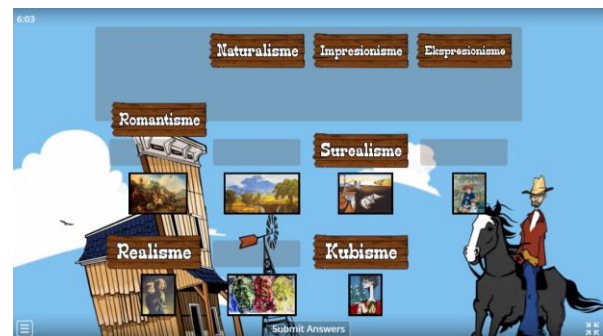 6:03
Naturalisme Impresionisme Ekspresionisme
Romantisme
Surealisme
Realisme Kubisme
Submit Answers